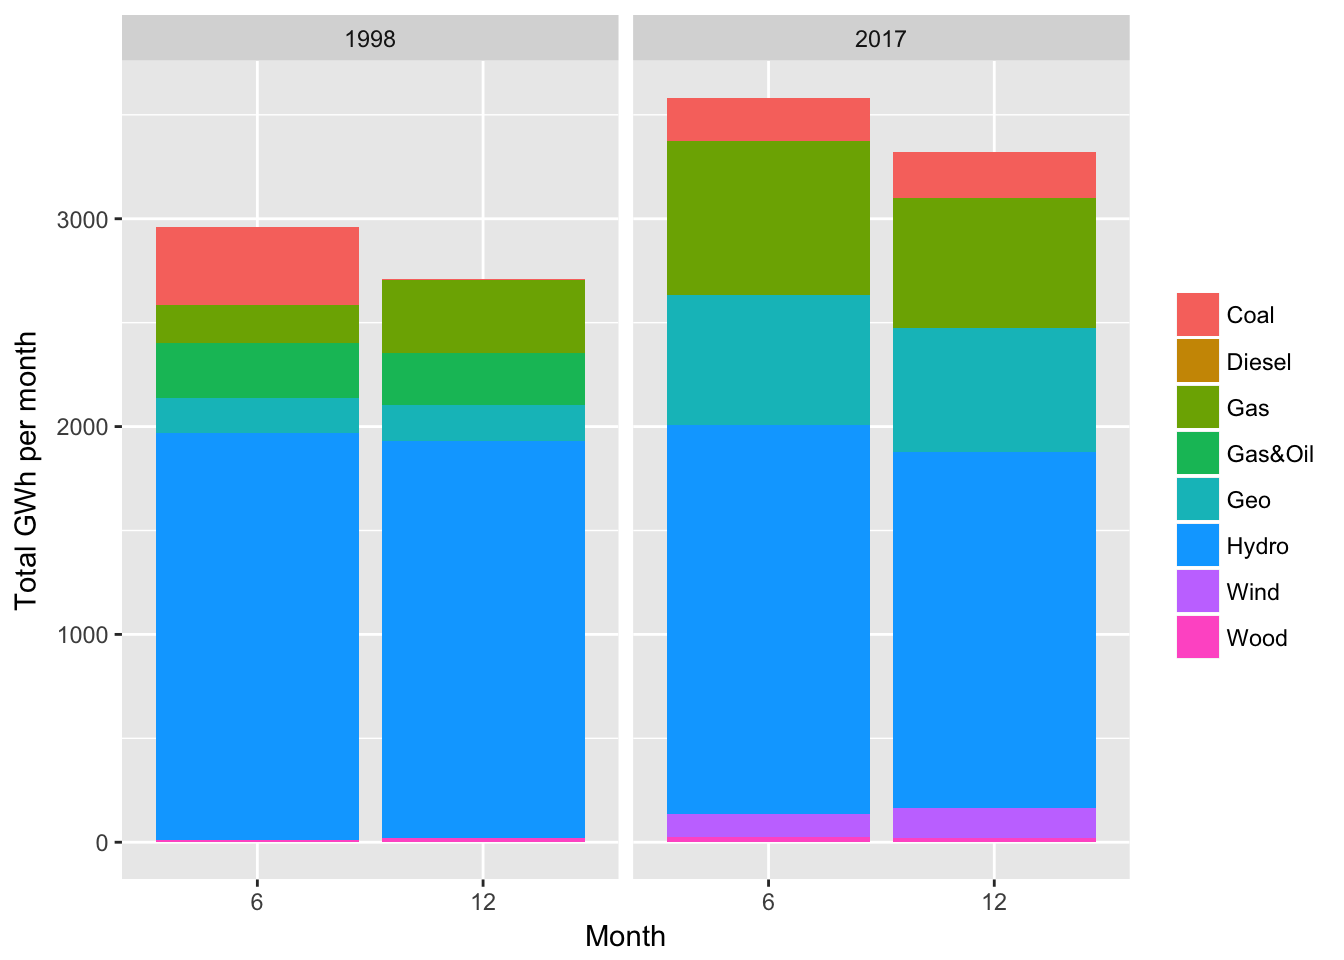 1998
2017
Total GWh per month
3000
2000
1000
0
6
12
6
12
Month
Coal
Diesel
Gas
Gas&Oil
Geo
Hydro
Wind
Wood